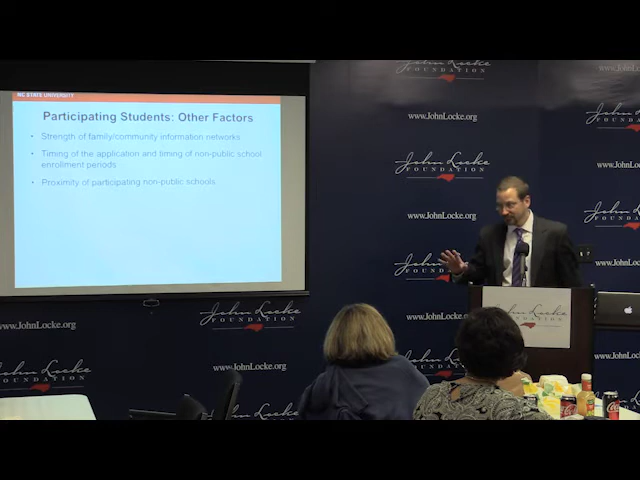 NC STATE UNIVERSITY
Participating Students: Other Factors
• Strength of family/community information networks
• Timing of the application and timing of non-public school
enrollment periods
• Proximity of participating non-public schools
John Locke
FOUNDATION
www.JohnLocke.org
John Locke
FOUNDATION
www.JohnLocke.org
John Locke
FOUNDATION
www.JohnLocke.org
John Locke
FOUNDATION
www.JohnLocke.org
John Locke
FOUNDATION
www.JohnLocke.org
John Locke
FOUNDATION